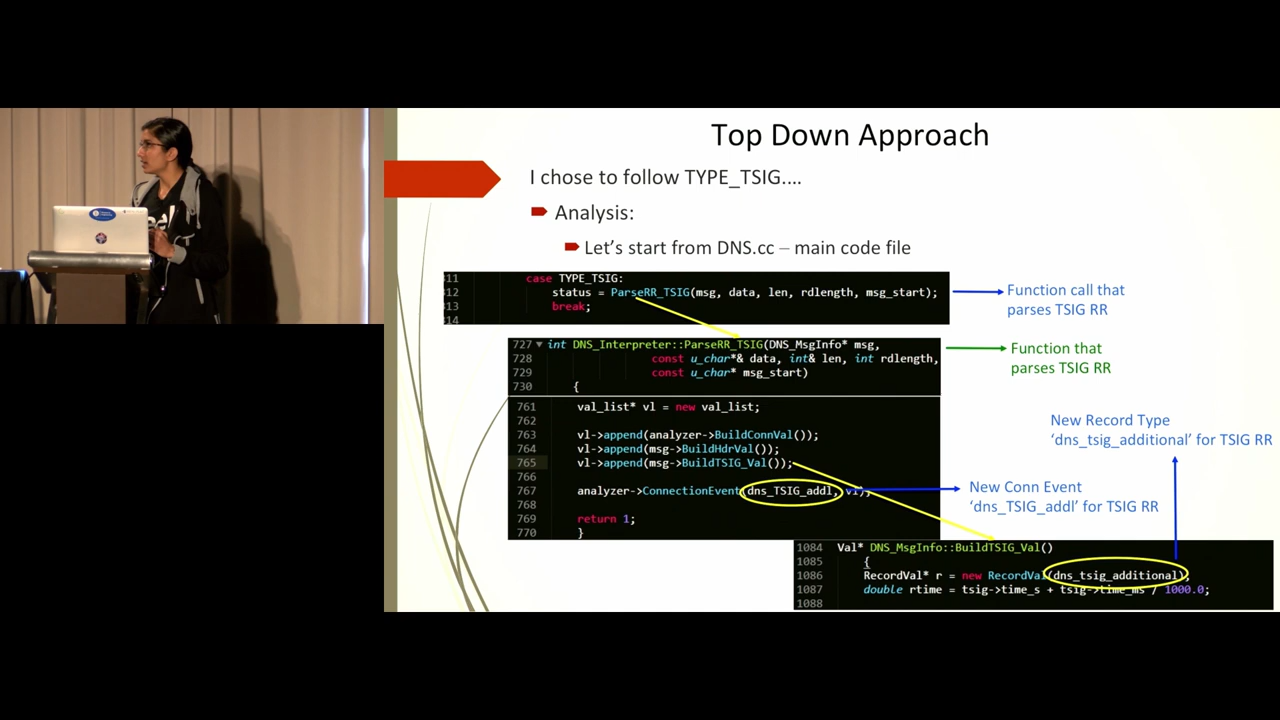 Top Down Approach
I chose to follow TYPE_TSIG....
Analysis:
Let's start from DNS.cc – main code file
311 case TYPE_TSIG:
312 status = ParseRR_TSIG(msg, data, len, rdlength, msg_start);
313 break;
314
Function call that
parses TSIG RR
727 int DNS_Interpreter::ParseRR_TSIG(DNS_MsgInfo* msg,
728 const u_char*& data, int& len, int rdlength,
729 const u_char* msg_start)
730 {
Function that
parses TSIG RR
761 val_list* vl = new val_list;
762
763 vl->append(analyzer->BuildConnVal());
764 vl->append(msg->BuildHdrVal());
765 vl->append(msg->BuildTSIG_Val());
766
767 analyzer->ConnectionEvent(dns_TSIG_addl, vl);
768
769 return 1;
770 }
New Record Type
'dns_tsig_additional' for TSIG RR
New Conn Event
'dns_TSIG_addl' for TSIG RR
1084 Val* DNS_MsgInfo::BuildTSIG_Val()
1085 {
1086 RecordVal* r = new RecordVal(dns_tsig_additional);
1087 double rtime = tsig->time_s + tsig->time_ms / 1000.0;
1088